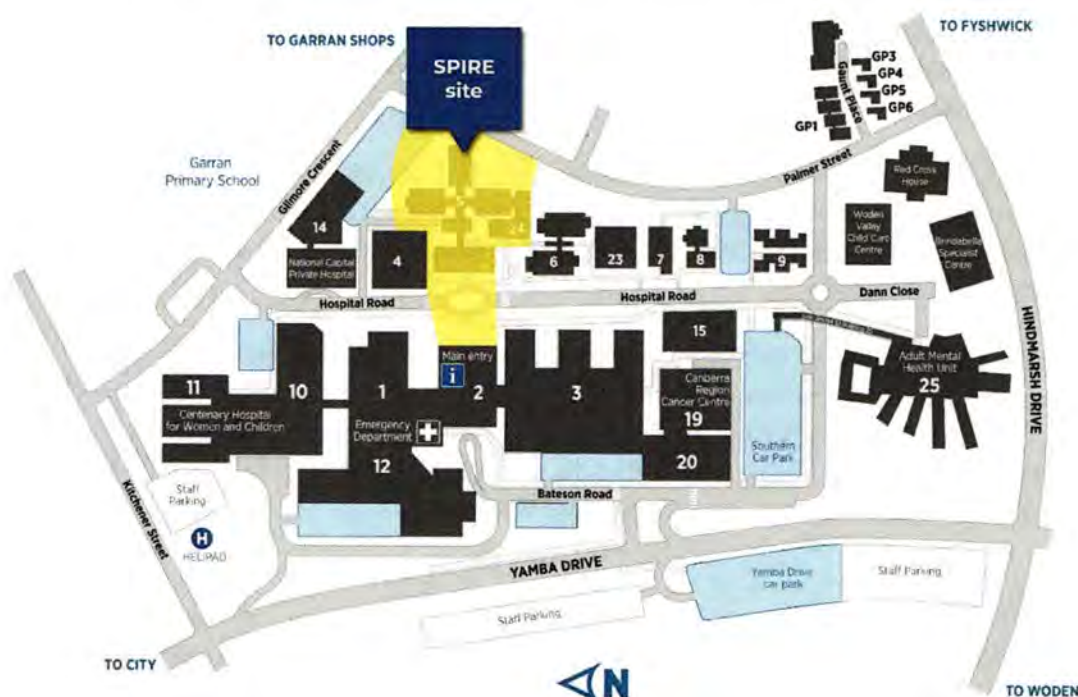 TO GARRAN SHOPS
SPIRE
site
TO FYSHWICK
GP3
GP4
GP5
GP6
GP1
Gaunt Place
Garran
Primary School
Gilmore Crescent
Palmer Street
Red Cross
House
Woden
Valley
Child Care
Centre
Brindabella
Specialist
Centre
14
National Capital
Private Hospital
4
24
6
23
7
8
9
Hospital Road
Hospital Road
Dann Close
HINDMARSH DRIVE
Main entry
i
15
11
10
1
2
3
Canberra
Region
Cancer Centre
19
Adult Mental
Health Unit
25
Centenary Hospital
for Women and Children
Emergency
Department
12
20
Southern
Car Park
Bateson Road
Staff
Parking
H
HELIPAD
Kitchener Street
YAMBA DRIVE
Yamba Drive
car park
Staff Parking
Staff Parking
TO CITY
N
TO WODEN